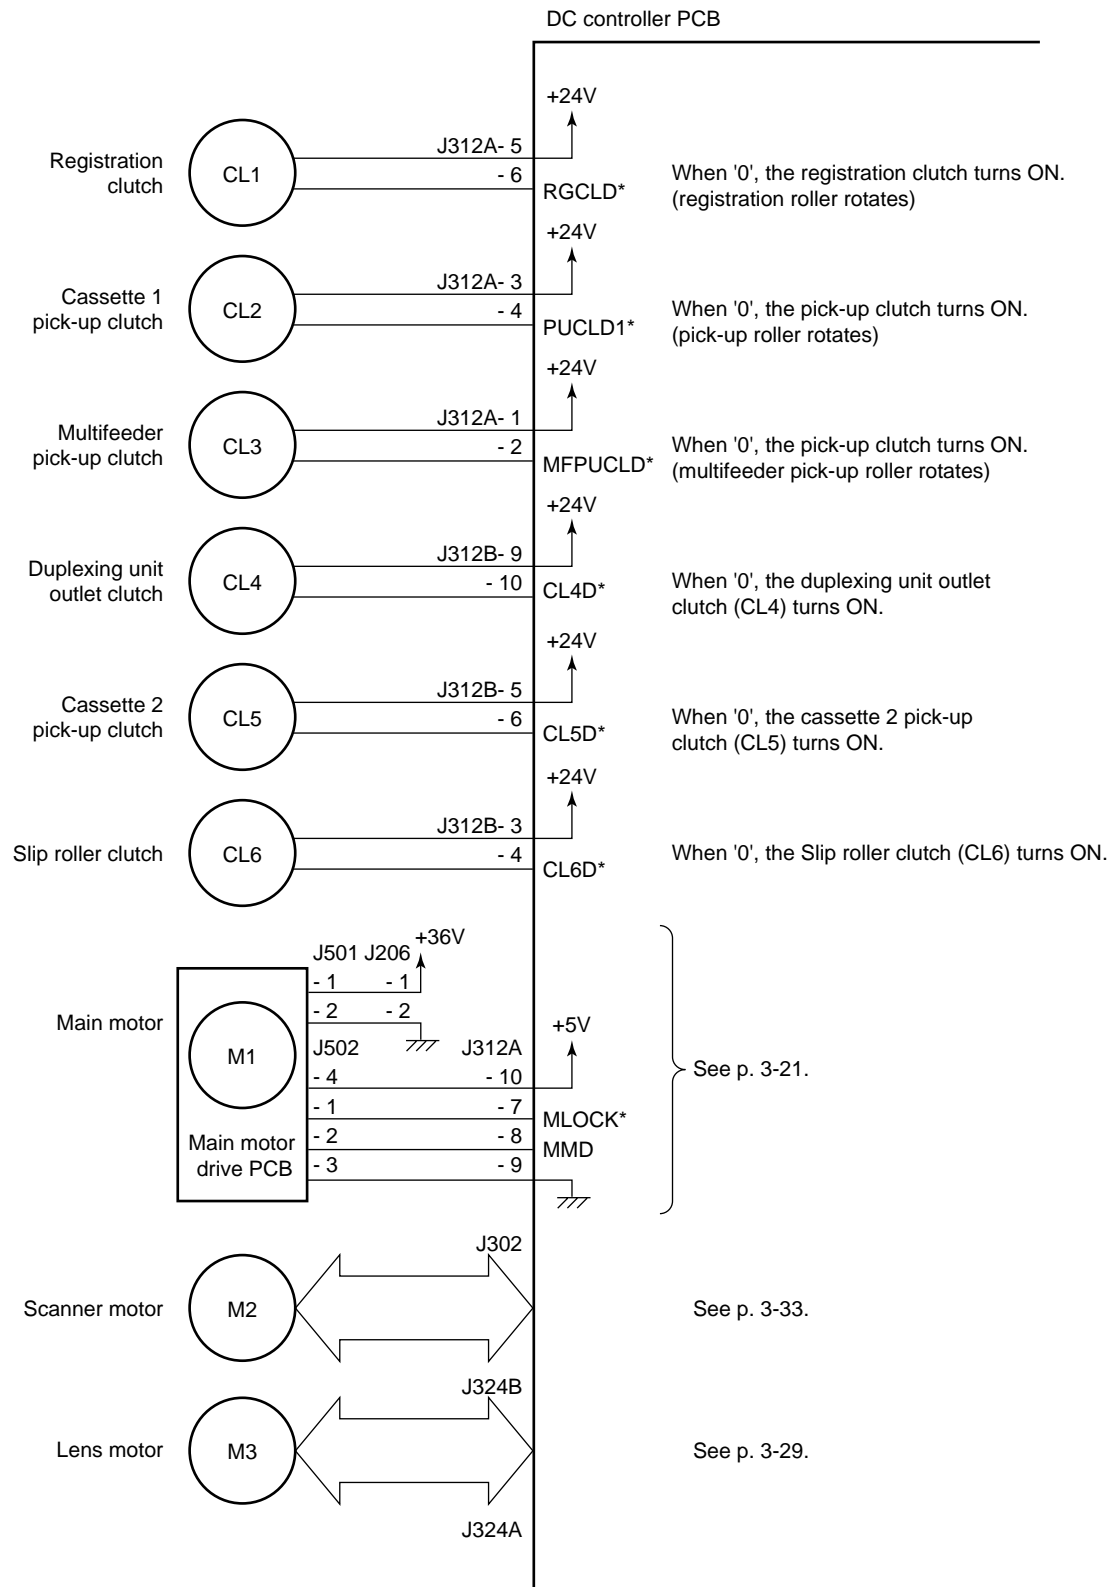 DC controller PCB
+24V
Registration
clutch
CL1
J312A- 5
- 6
RGCLD*
When '0', the registration clutch turns ON.
(registration roller rotates)
+24V
Cassette 1
pick-up clutch
CL2
J312A- 3
- 4
PUCLD1*
When '0', the pick-up clutch turns ON.
(pick-up roller rotates)
+24V
Multifeeder
pick-up clutch
CL3
J312A- 1
- 2
MFPUCLD*
When '0', the pick-up clutch turns ON.
(multifeeder pick-up roller rotates)
+24V
Duplexing unit
outlet clutch
CL4
J312B- 9
- 10
CL4D*
When '0', the duplexing unit outlet
clutch (CL4) turns ON.
+24V
Cassette 2
pick-up clutch
CL5
J312B- 5
- 6
CL5D*
When '0', the cassette 2 pick-up
clutch (CL5) turns ON.
+24V
Slip roller clutch
CL6
J312B- 3
- 4
CL6D*
When '0', the Slip roller clutch (CL6) turns ON.
J501 J206
+36V
- 1 - 1
- 2 - 2
Main motor
M1
Main motor
drive PCB
J502 J312A
+5V
- 4 - 10
- 1 - 7
MLOCK*
- 2 - 8
MMD
- 3 - 9
See p. 3-21.
J302
Scanner motor
M2
See p. 3-33.
J324B
Lens motor
M3
See p. 3-29.
J324A